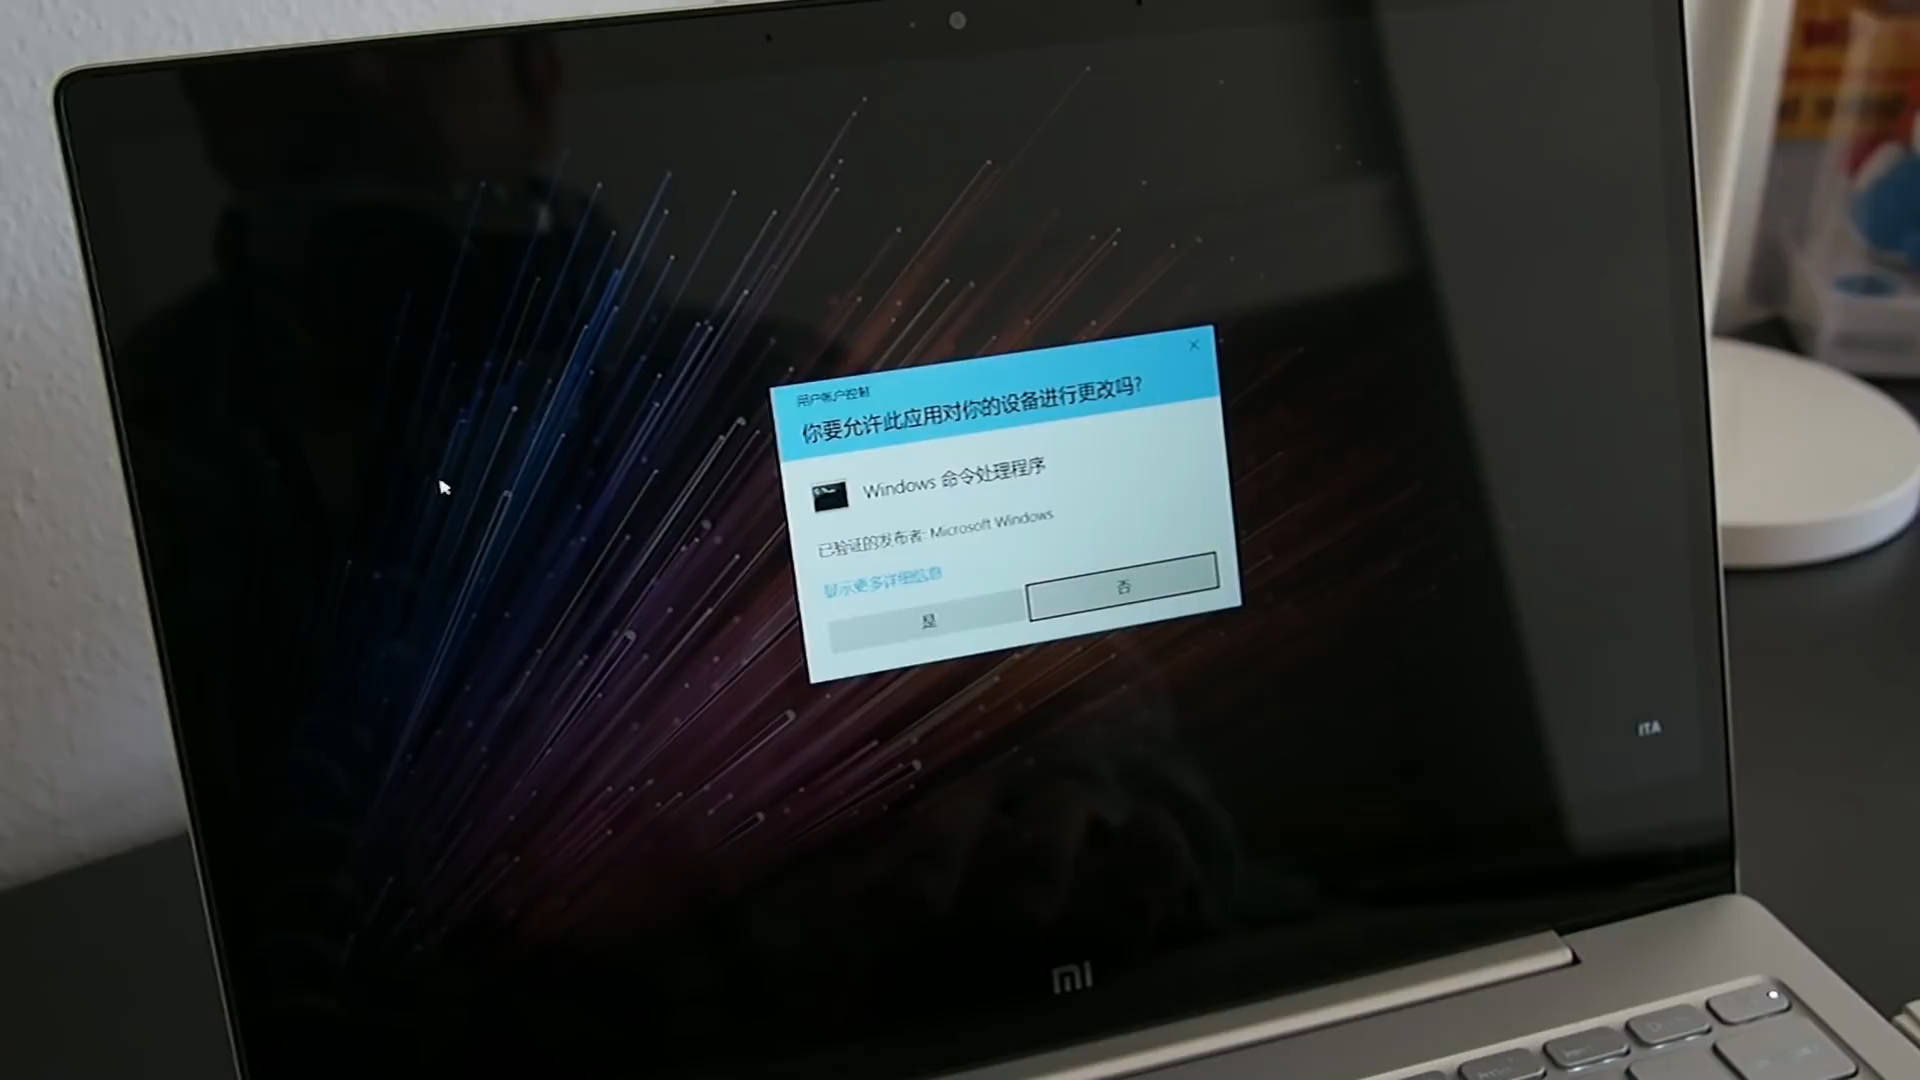 用户帐户控制
你要允许此应用对你的设备进行更改吗?
Windows 命令处理程序
已验证的发布者: Microsoft Windows
显示更多详细信息
是
否
ITA
mi